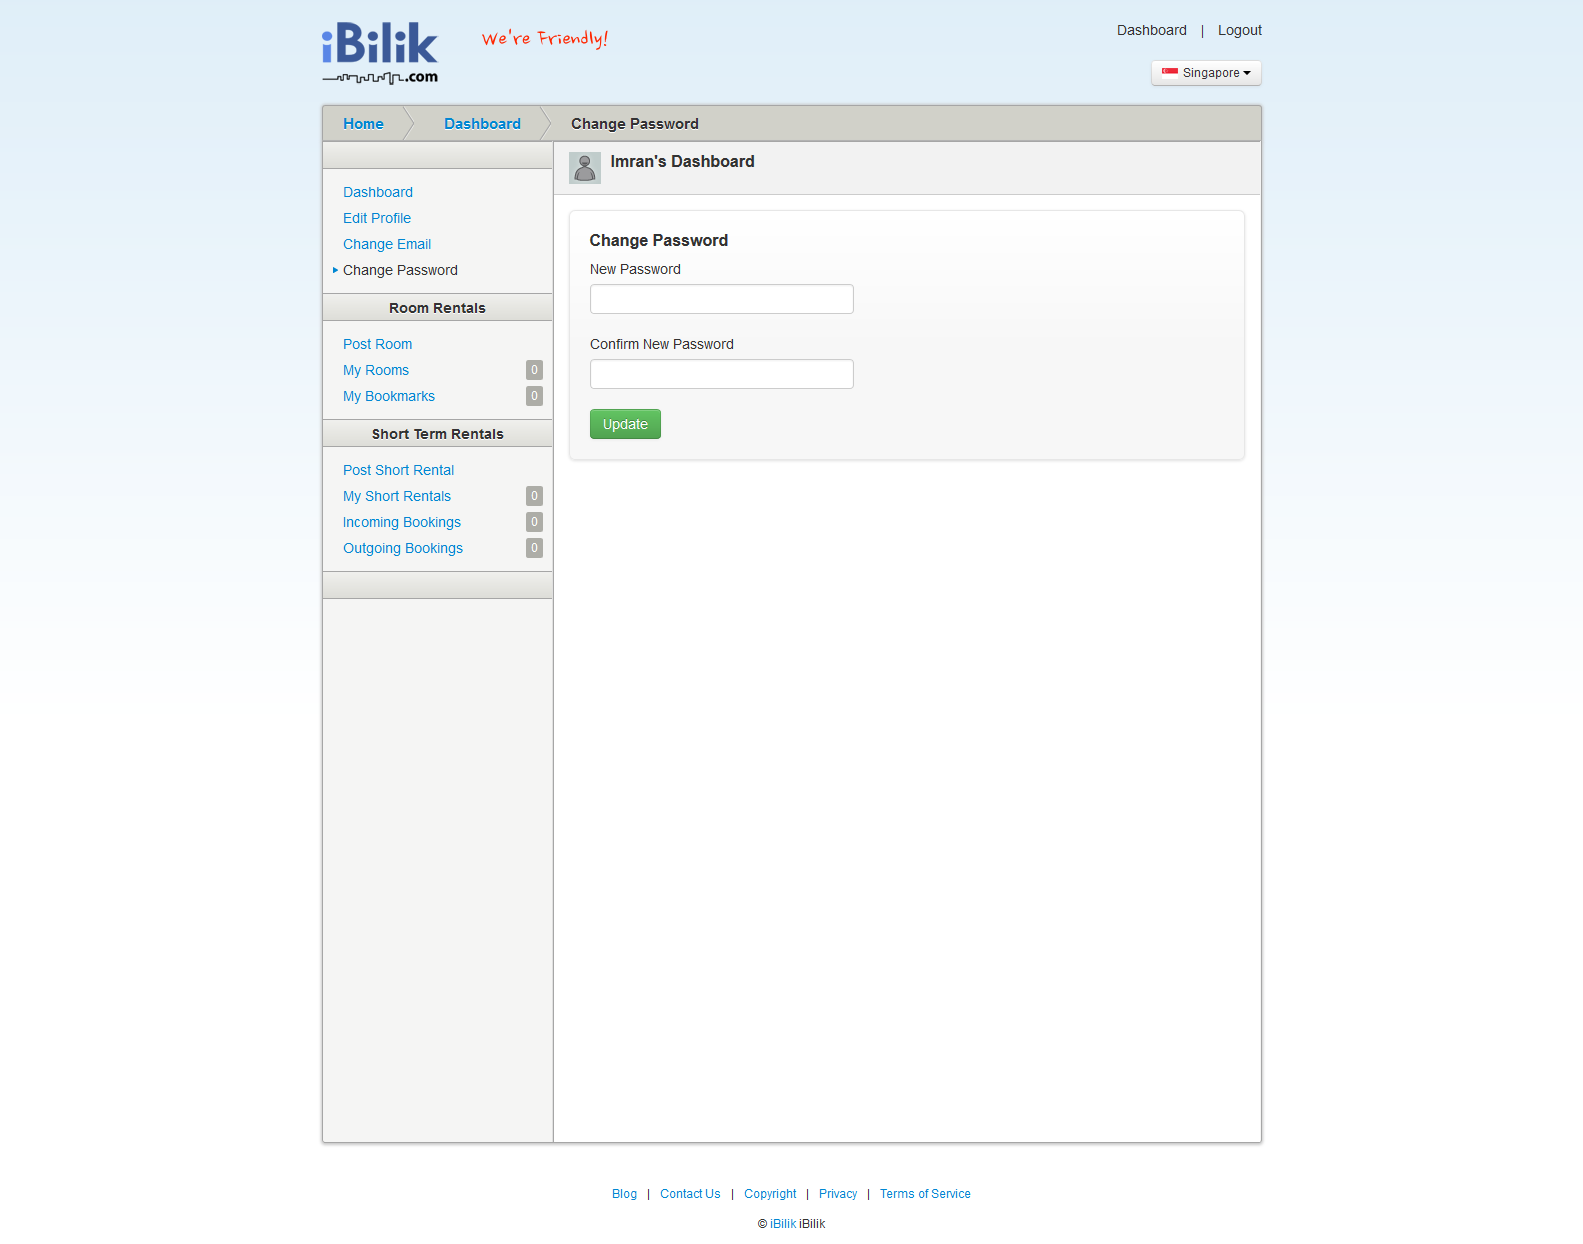 iBilik
.com
We're Friendly!
Dashboard | Logout
Singapore
Home Dashboard Change Password
Imran's Dashboard
Dashboard
Edit Profile
Change Email
Change Password
Room Rentals
Post Room
My Rooms 0
My Bookmarks 0
Short Term Rentals
Post Short Rental
My Short Rentals 0
Incoming Bookings 0
Outgoing Bookings 0
Change Password
New Password
Confirm New Password
Update
Blog | Contact Us | Copyright | Privacy | Terms of Service
© iBilik iBilik